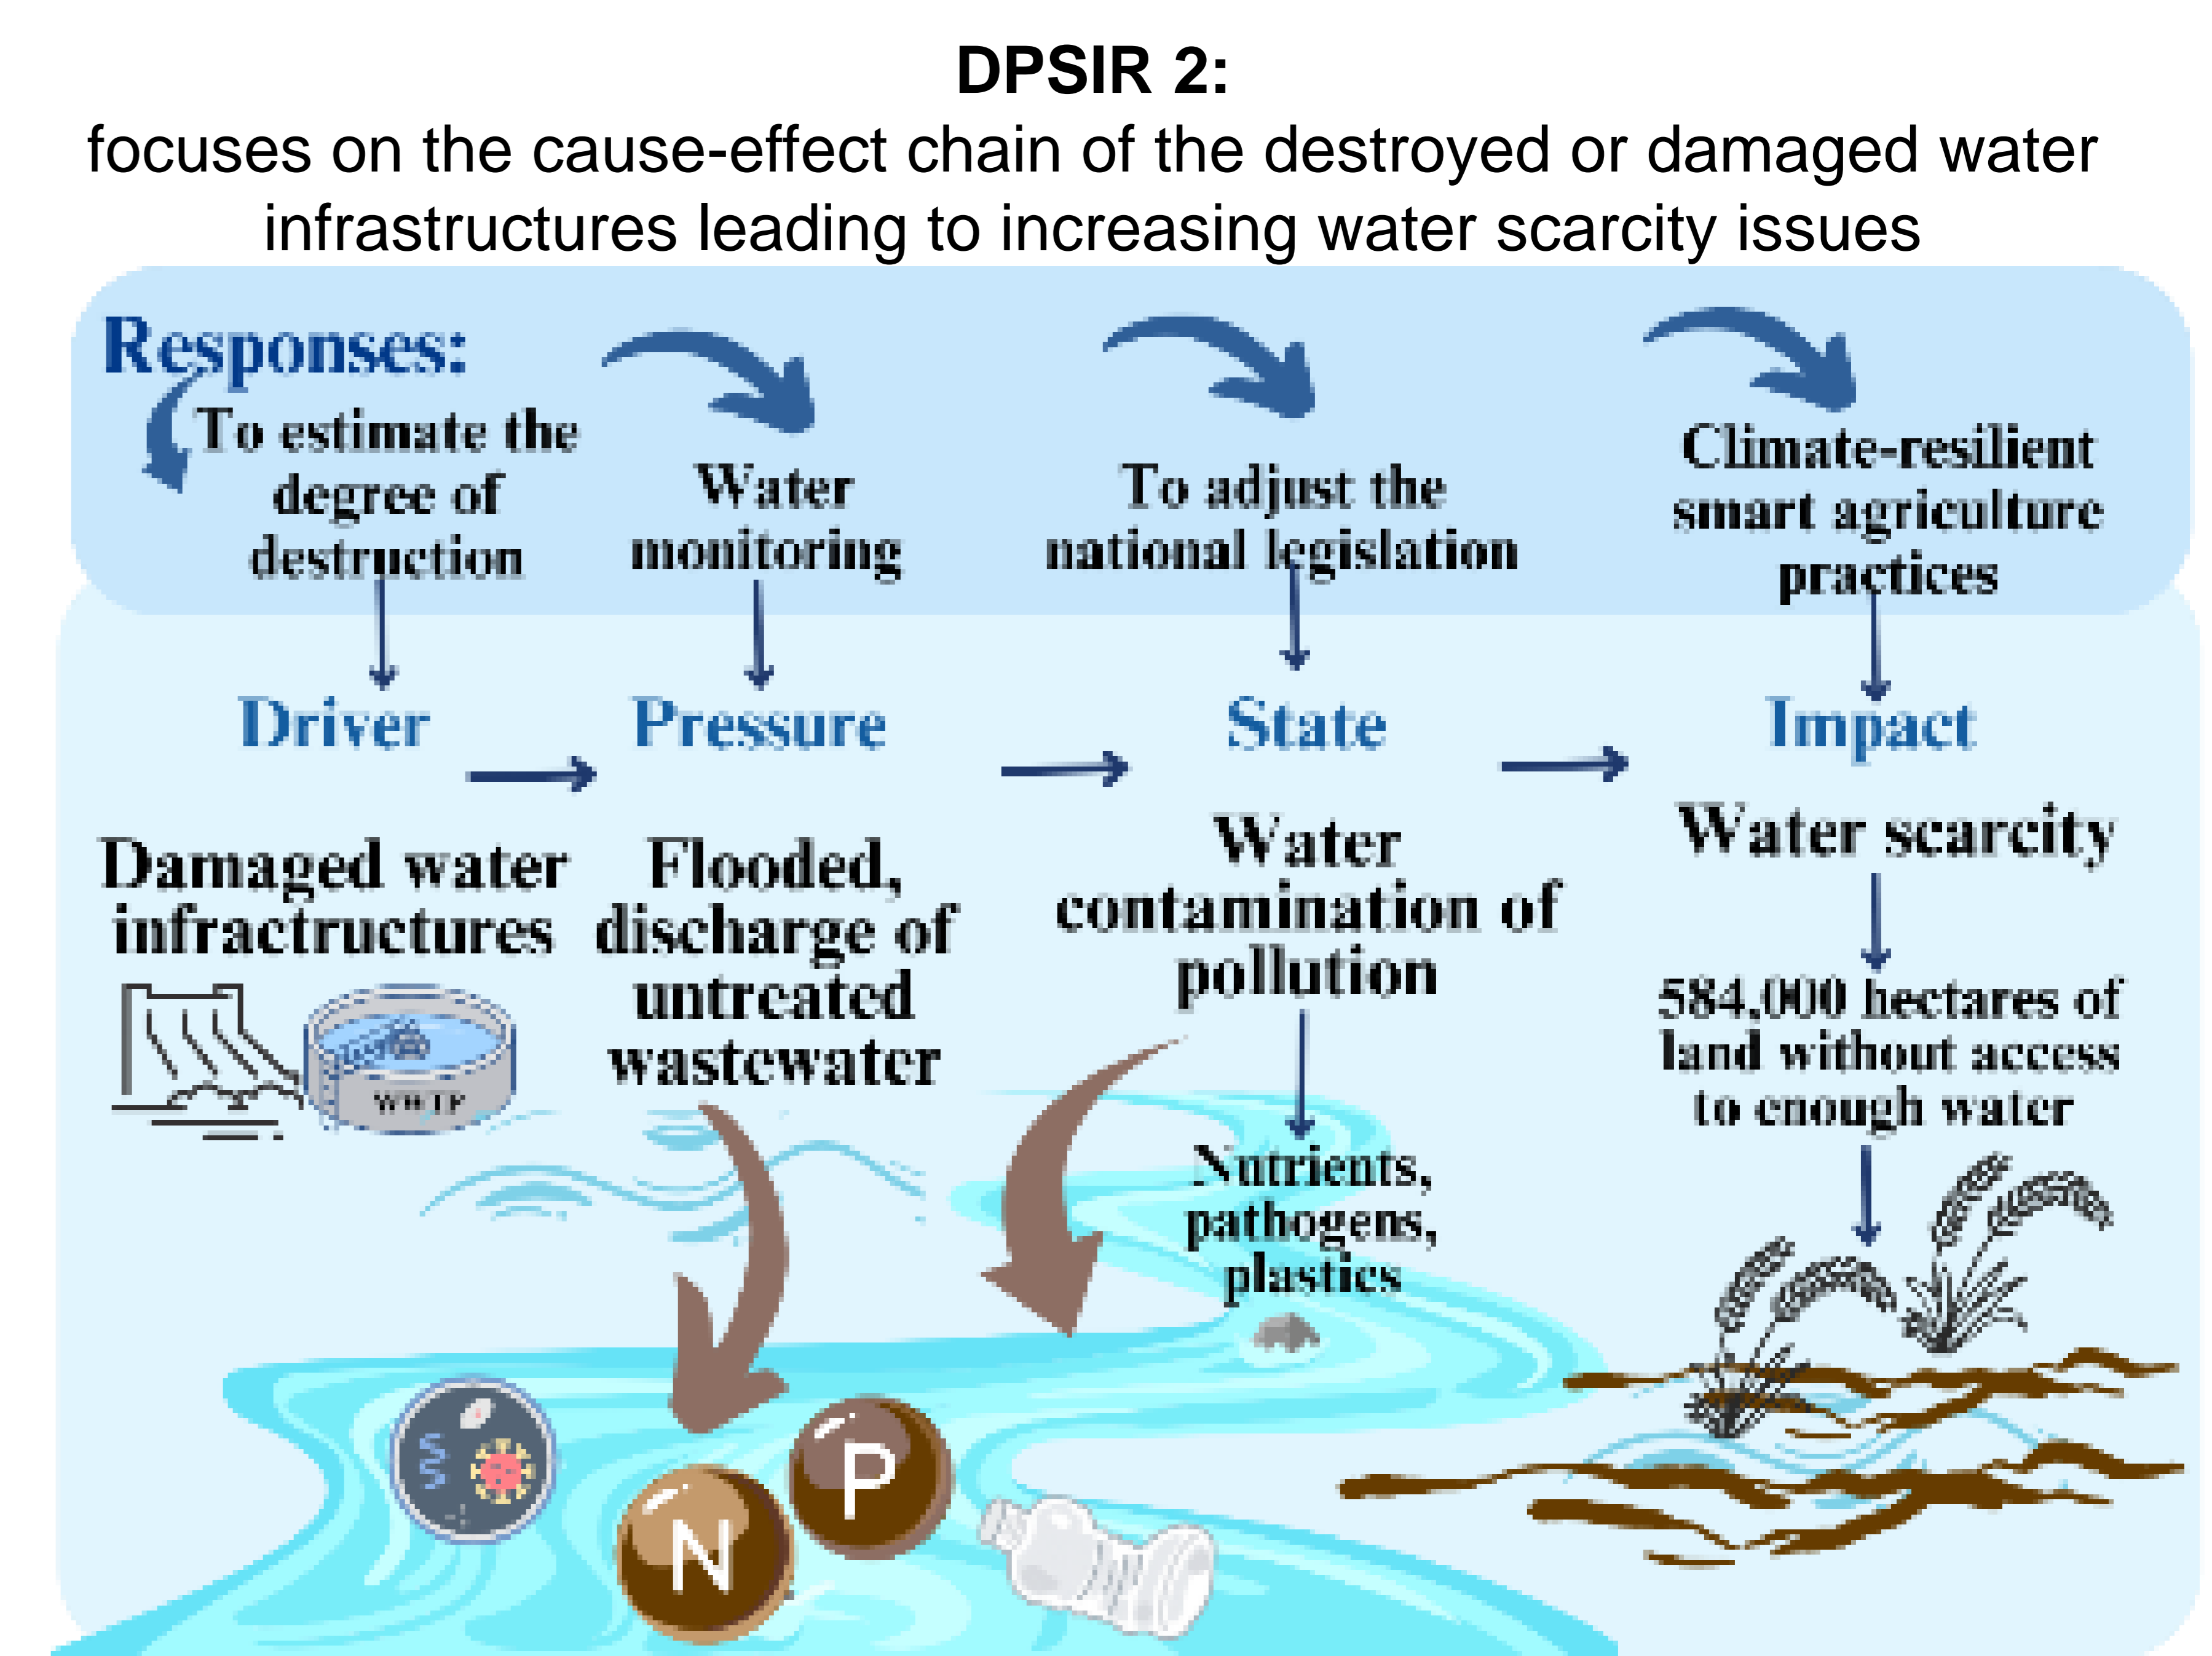 DPSIR 2:
focuses on the cause-effect chain of the destroyed or damaged water
infrastructures leading to increasing water scarcity issues
Responses:
To estimate the
degree of
destruction
Water
monitoring
To adjust the
national legislation
Climate-resilient
smart agriculture
practices
Driver
Pressure
State
Impact
Damaged water
infractructures
WWTP
Flooded,
discharge of
untreated
wastewater
Water
contamination of
pollution
Nutrients,
pathogens,
plastics
Water scarcity
584,000 hectares of
land without access
to enough water
N
P